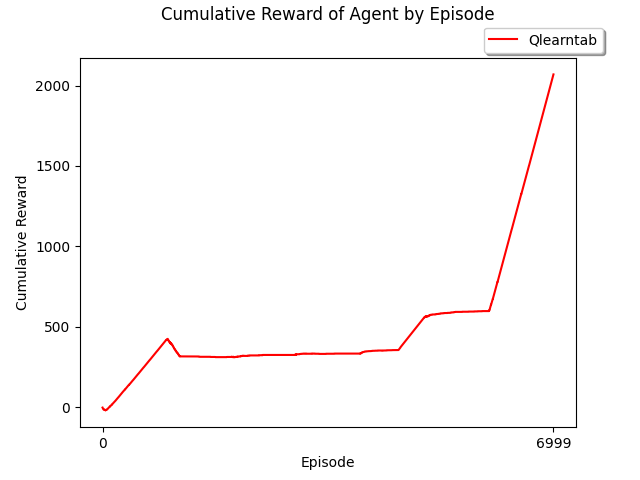 Cumulative Reward of Agent by Episode
Qlearntab
2000
1500
1000
500
0
Cumulative Reward
0
6999
Episode